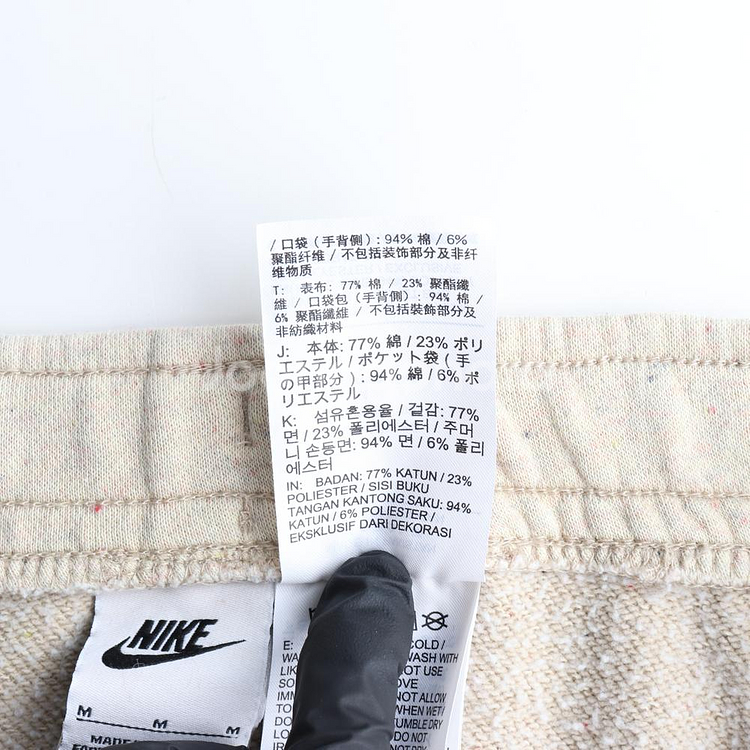 / 口袋（手背側）: 94% 棉 / 6%
聚酯纤维 / 不包括装饰部分及非纤
维物质
T: 表布: 77% 棉 / 23% 聚酯纖
維 / 口袋包（手背側）: 94% 棉 /
6% 聚酯纖維 / 不包括裝飾部分及
非紡織材料
J: 本体: 77% 綿 / 23% ポリ
エステル / ポケット袋（手
の甲部分）: 94% 綿 / 6% ポ
リエステル
K: 섬유혼용율 / 겉감: 77%
면 / 23% 폴리에스터 / 주머
니 손등면: 94% 면 / 6% 폴리
에스터
IN: BADAN: 77% KATUN / 23%
POLIESTER / SISI BUKU
TANGAN KANTONG SAKU: 94%
KATUN / 6% POLIESTER /
EKSKLUSIF DARI DEKORASI
NIKE
M M M
MADE
E: COLD /
WASH WITH
NOT USE
NOT ALLOW
WHEN WET /
TUMBLE DRY
DO NOT